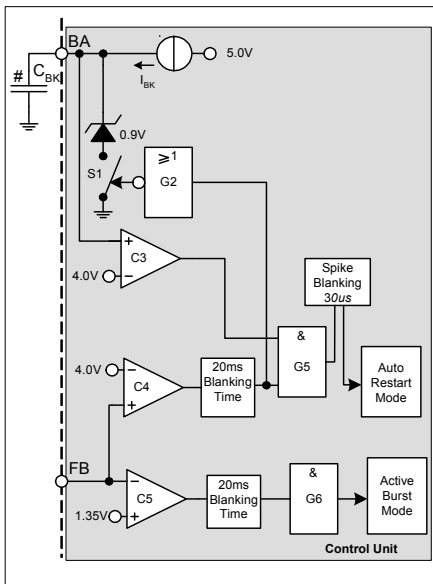 BA
5.0V
# C_BK
I_BK
0.9V
S1
≥1
G2
C3
4.0V
Spike
Blanking
30us
&
G5
4.0V
C4
20ms
Blanking
Time
Auto
Restart
Mode
FB
C5
1.35V
20ms
Blanking
Time
&
G6
Active
Burst
Mode
Control Unit